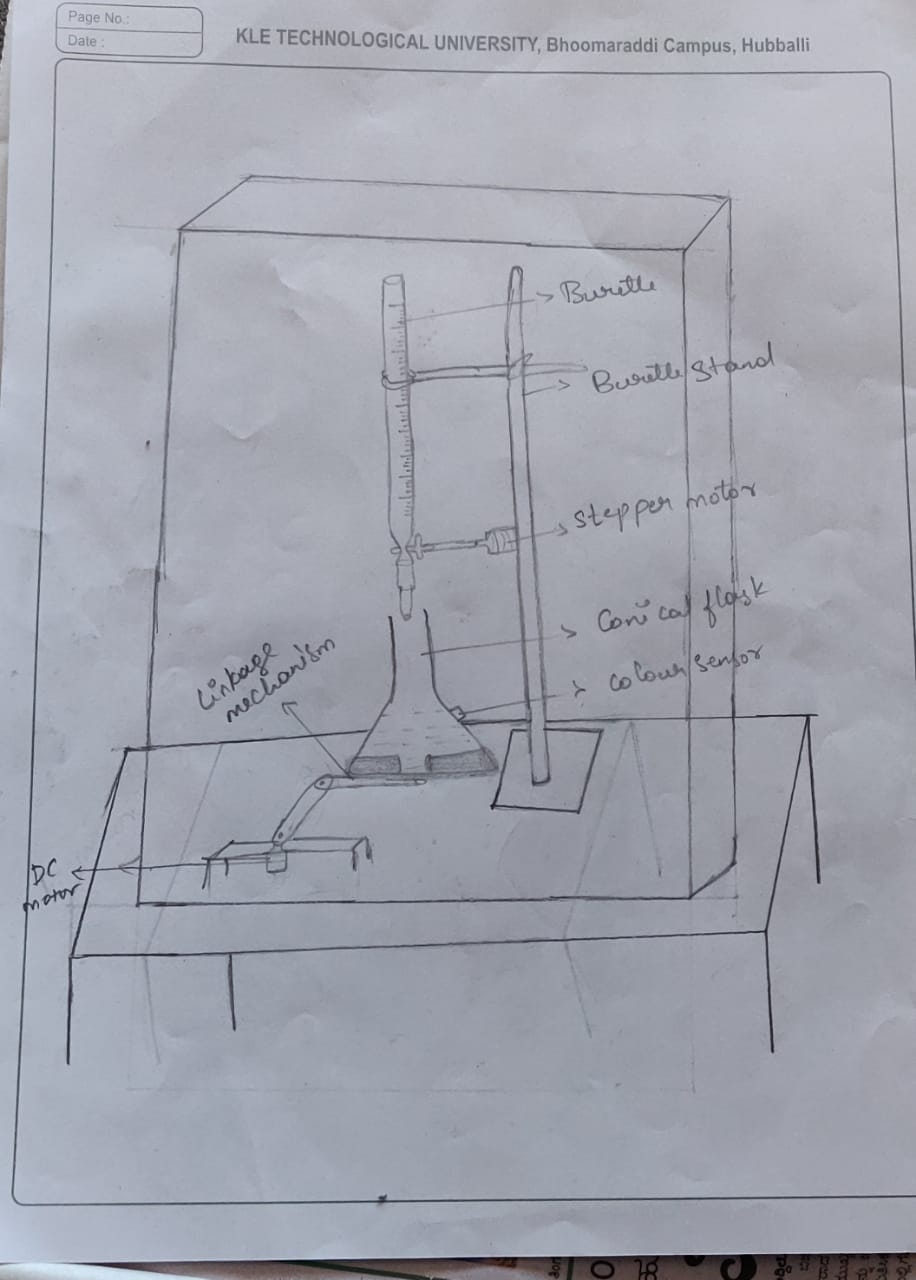 Page No.:
Date :
KLE TECHNOLOGICAL UNIVERSITY, Bhoomaraddi Campus, Hubballi
Burette
Burette Stand
Stepper motor
Conical flask
colour sensor
Linkage
mechanism
DC
motor